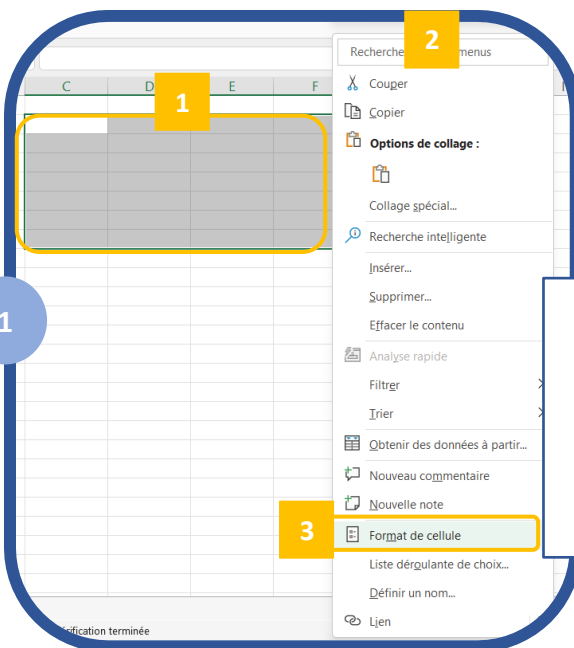 2
Recherche menus
C D E F
1
Couper
Copier
Options de collage :
Collage spécial...
Recherche intelligente
Insérer...
Supprimer...
Effacer le contenu
1
Analyse rapide
Filtrer
Trier
Obtenir des données à partir...
Nouveau commentaire
Nouvelle note
3
Format de cellule
Liste déroulante de choix...
Définir un nom...
Lien
terminée